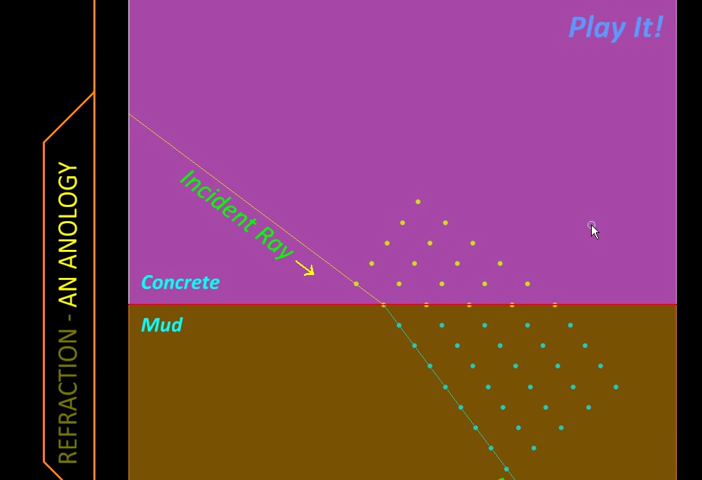 Play It!
Incident Ray
Concrete
Mud
REFRACTION - AN ANOLOGY